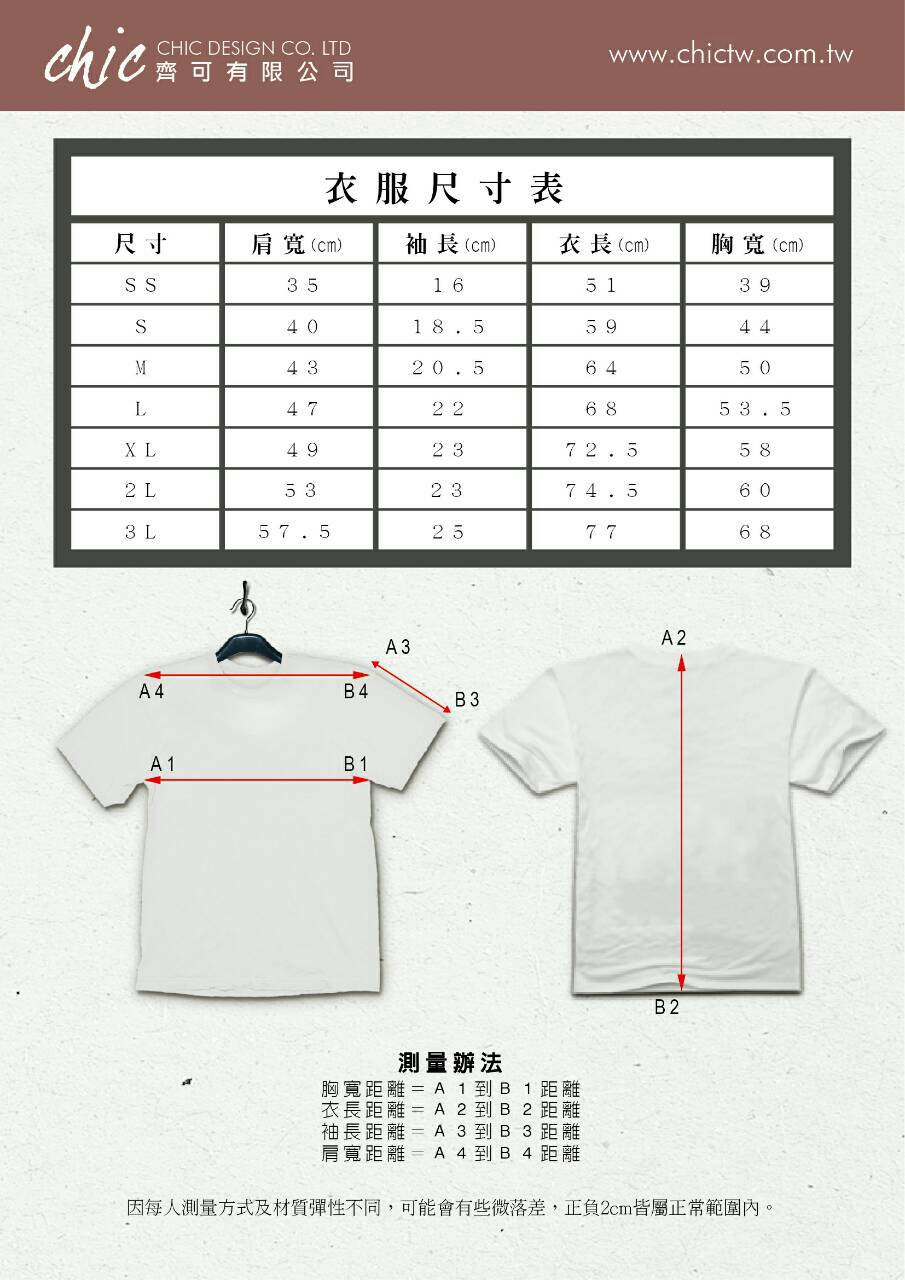 chic CHIC DESIGN CO. LTD
齊可有限公司
www.chictw.com.tw
衣服尺寸表
尺寸 肩寬(cm) 袖長(cm) 衣長(cm) 胸寬(cm)
SS 35 16 51 39
S 40 18.5 59 44
M 43 20.5 64 50
L 47 22 68 53.5
XL 49 23 72.5 58
2L 53 23 74.5 60
3L 57.5 25 77 68
A3
A2
A4 B4
B3
A1 B1
B2
測量辦法
胸寬距離=A1到B1距離
衣長距離=A2到B2距離
袖長距離=A3到B3距離
肩寬距離=A4到B4距離
因每人測量方式及材質彈性不同，可能會有些微落差，正負2cm皆屬正常範圍內。